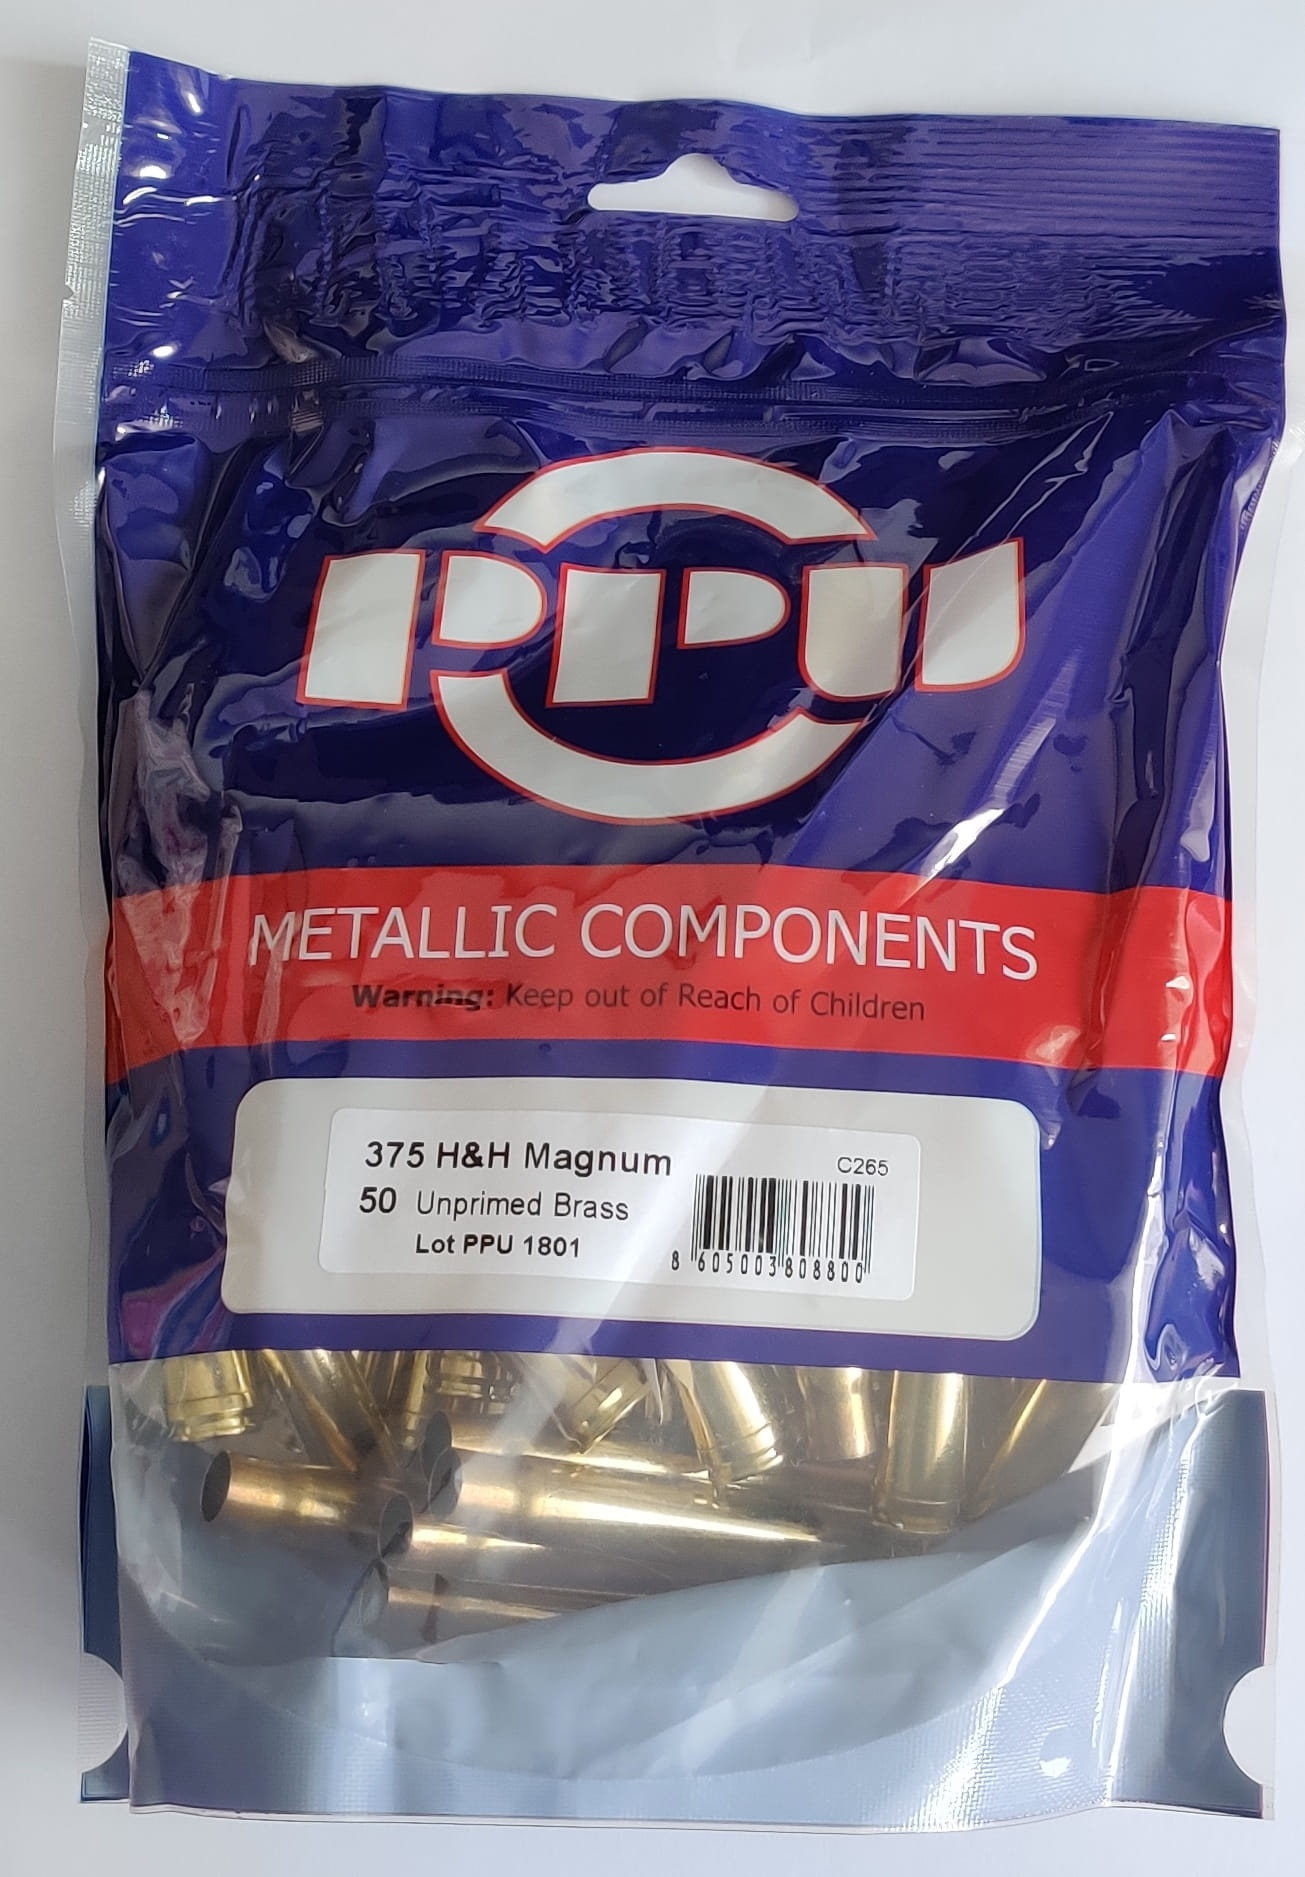 PPU
METALLIC COMPONENTS
Warning: Keep out of Reach of Children
375 H&H Magnum
C265
50 Unprimed Brass
Lot PPU 1801
8 605003 808800